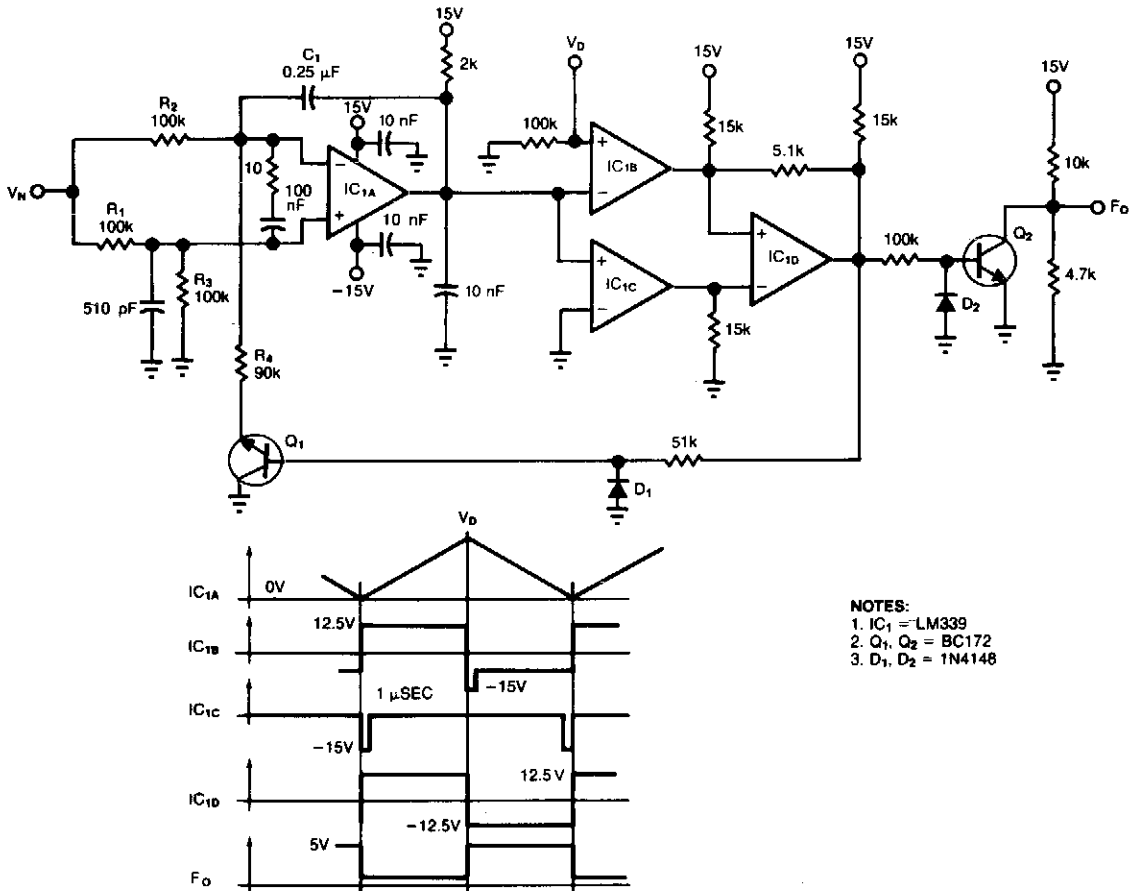 15V
15V
15V
15V
C1
0.25 µF
2k
VD
R2
100k
15V
10 nF
100k
15k
15k
10k
5.1k
10
100
nF
IC1A
IC1B
VN
R1
100k
10 nF
IC1D
100k
Q2
FO
−15V
IC1C
R3
100k
510 pF
10 nF
D2
4.7k
15k
R4
90k
Q1
51k
D1
VD
IC1A
0V
12.5V
IC1B
−15V
1 µSEC
IC1C
−15V
12.5V
IC1D
−12.5V
5V
FO
NOTES:
1. IC1 = LM339
2. Q1, Q2 = BC172
3. D1, D2 = 1N4148